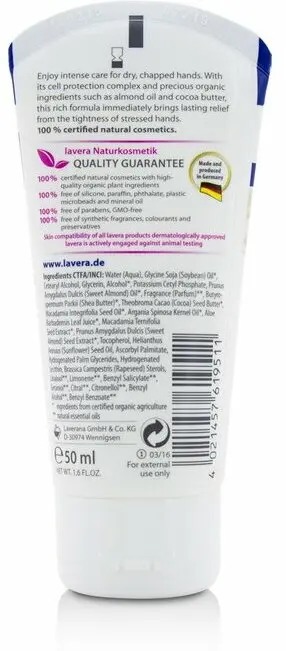 Enjoy intense care for dry, chapped hands. With
its cell protection complex and precious organic
ingredients such as almond oil and cocoa butter,
this rich formula immediately brings lasting relief
from the tightness of stressed hands.
100 % certified natural cosmetics.
lavera Naturkosmetik
QUALITY GUARANTEE
Made and
produced
in Germany
100% certified natural cosmetics with high-
quality organic plant ingredients
100% free of silicone, paraffin, phthalate, plastic
microbeads and mineral oil
100% free of parabens, GMO-free
100% free of synthetic fragrances, colourants and
preservatives
Skin compatibility of all lavera products dermatologically approved
lavera is actively engaged against animal testing
www.lavera.de
Ingredients CTFA/INCI: Water (Aqua), Glycine Soja (Soybean) Oil*,
Cetearyl Alcohol, Glycerin, Alcohol*, Potassium Cetyl Phosphate, Prunus
Amygdalus Dulcis (Sweet Almond) Oil*, Fragrance (Parfum)**, Butyro-
spermum Parkii (Shea Butter)*, Theobroma Cacao (Cocoa) Seed Butter*,
Macadamia Integrifolia Seed Oil*, Argania Spinosa Kernel Oil*, Aloe
Barbadensis Leaf Juice*, Macadamia Ternifolia
Seed Extract*, Prunus Amygdalus Dulcis (Sweet
Almond) Seed Extract*, Tocopherol, Helianthus
Annuus (Sunflower) Seed Oil, Ascorbyl Palmitate,
Hydrogenated Palm Glycerides, Hydrogenated
Lecithin, Brassica Campestris (Rapeseed) Sterols,
Linalool**, Limonene**, Benzyl Salicylate**,
Geraniol**, Citral**, Citronellol**, Benzyl
Alcohol**, Benzyl Benzoate**
* ingredients from certified organic agriculture
** natural essential oils
Laverana GmbH & Co. KG
D-30974 Wennigsen
℮50 ml
NET WT. 1.6 FL.OZ.
03/16
For external
use only
4 021457 619511